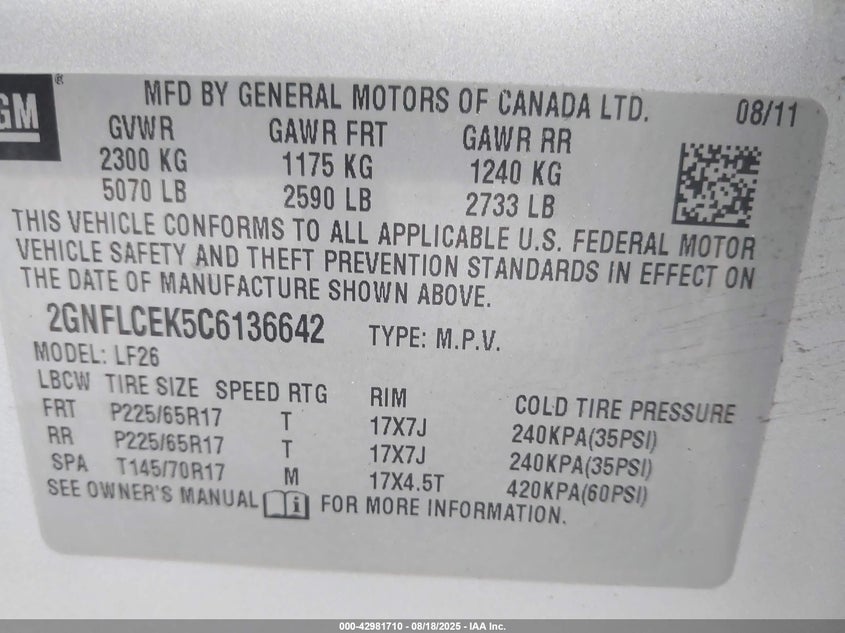 GM®
MFD BY GENERAL MOTORS OF CANADA LTD. 08/11
GVWR GAWR FRT GAWR RR
2300 KG 1175 KG 1240 KG
5070 LB 2590 LB 2733 LB
THIS VEHICLE CONFORMS TO ALL APPLICABLE U.S. FEDERAL MOTOR
VEHICLE SAFETY AND THEFT PREVENTION STANDARDS IN EFFECT ON
THE DATE OF MANUFACTURE SHOWN ABOVE.
2GNFLCEK5C6136642 TYPE: M.P.V.
MODEL: LF26
LBCW TIRE SIZE SPEED RTG RIM COLD TIRE PRESSURE
FRT P225/65R17 T 17X7J 240KPA(35PSI)
RR P225/65R17 T 17X7J 240KPA(35PSI)
SPA T145/70R17 M 17X4.5T 420KPA(60PSI)
SEE OWNER'S MANUAL FOR MORE INFORMATION.
000-42981710 - 08/18/2025 - IAA Inc.